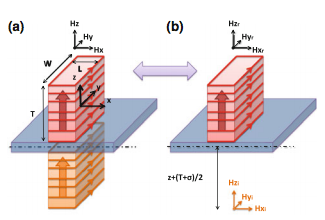 (a)
Hz
Hy
Hx
W
L
z
y
x
T
(b)
Hzᵣ
Hyᵣ
Hxᵣ
z+(T+σ)/2
Hzᵢ
Hyᵢ
Hxᵢ